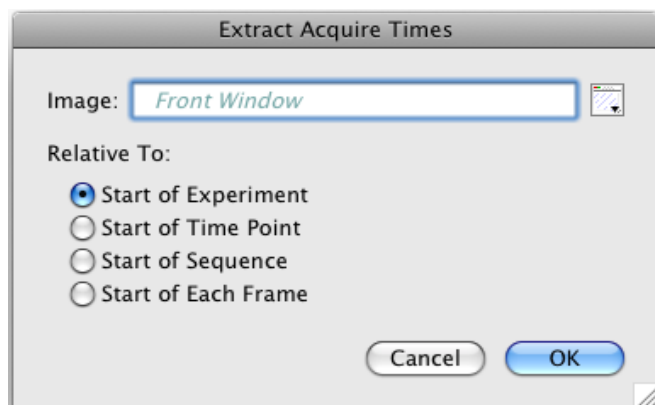 Extract Acquire Times
Image: Front Window
Relative To:
Start of Experiment
Start of Time Point
Start of Sequence
Start of Each Frame
Cancel OK